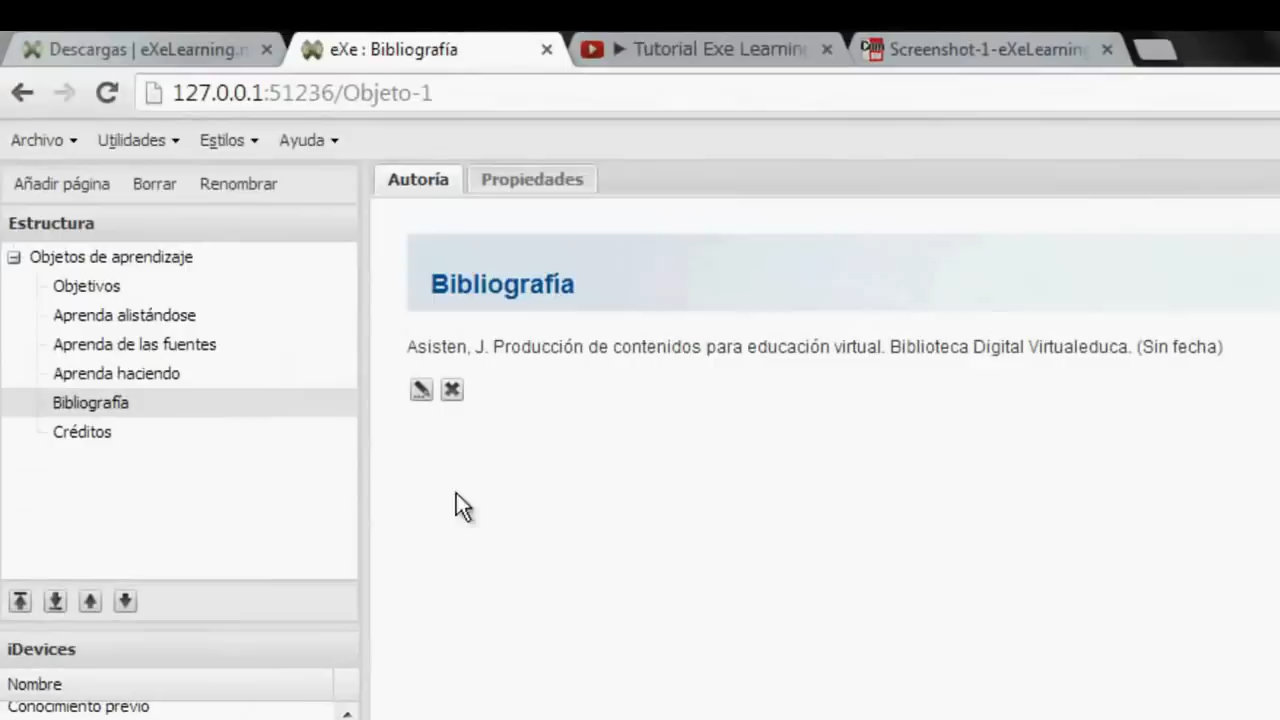 Descargas | eXeLearning.n
eXe : Bibliografía
Tutorial Exe Learning
Screenshot-1-eXeLearning
127.0.0.1:51236/Objeto-1
Archivo Utilidades Estilos Ayuda
Añadir página Borrar Renombrar
Autoría Propiedades
Estructura
Objetos de aprendizaje
Objetivos
Aprenda alistándose
Aprenda de las fuentes
Aprenda haciendo
Bibliografía
Créditos
Bibliografía
Asisten, J. Producción de contenidos para educación virtual. Biblioteca Digital Virtualeduca. (Sin fecha)
iDevices
Nombre
Conocimiento previo